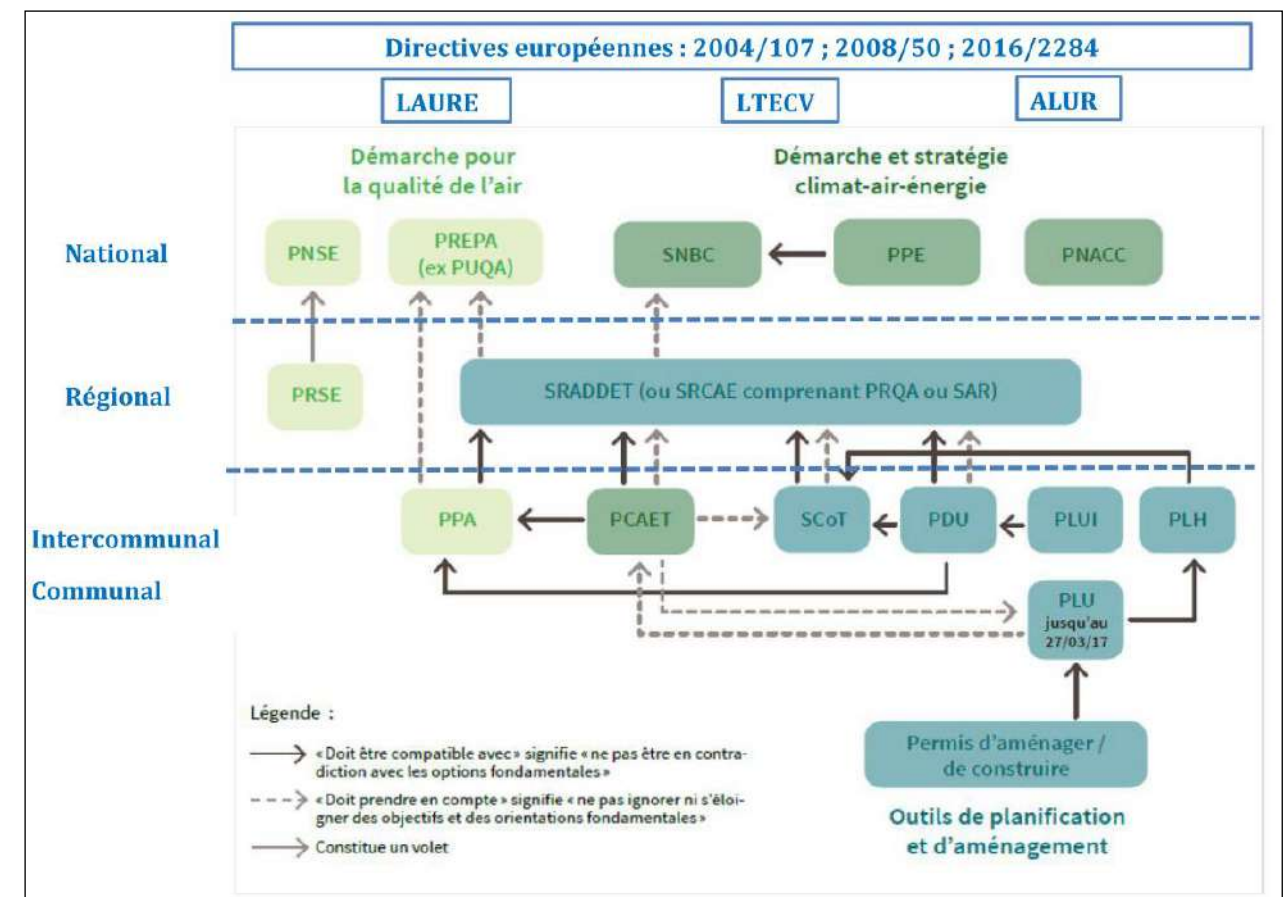 Directives européennes : 2004/107 ; 2008/50 ; 2016/2284
LAURE
LTECV
ALUR
Démarche pour
la qualité de l'air
Démarche et stratégie
climat-air-énergie
National
PNSE
PREPA
(ex PUQA)
SNBC
PPE
PNACC
Régional
PRSE
SRADDET (ou SRCAE comprenant PRQA ou SAR)
Intercommunal
Communal
PPA
PCAET
SCoT
PDU
PLUI
PLH
PLU
jusqu'au
27/03/17
Légende :
« Doit être compatible avec » signifie « ne pas être en contra-
diction avec les options fondamentales »
« Doit prendre en compte » signifie « ne pas ignorer ni s'éloi-
gner des objectifs et des orientations fondamentales »
Constitue un volet
Permis d'aménager /
de construire
Outils de planification
et d'aménagement